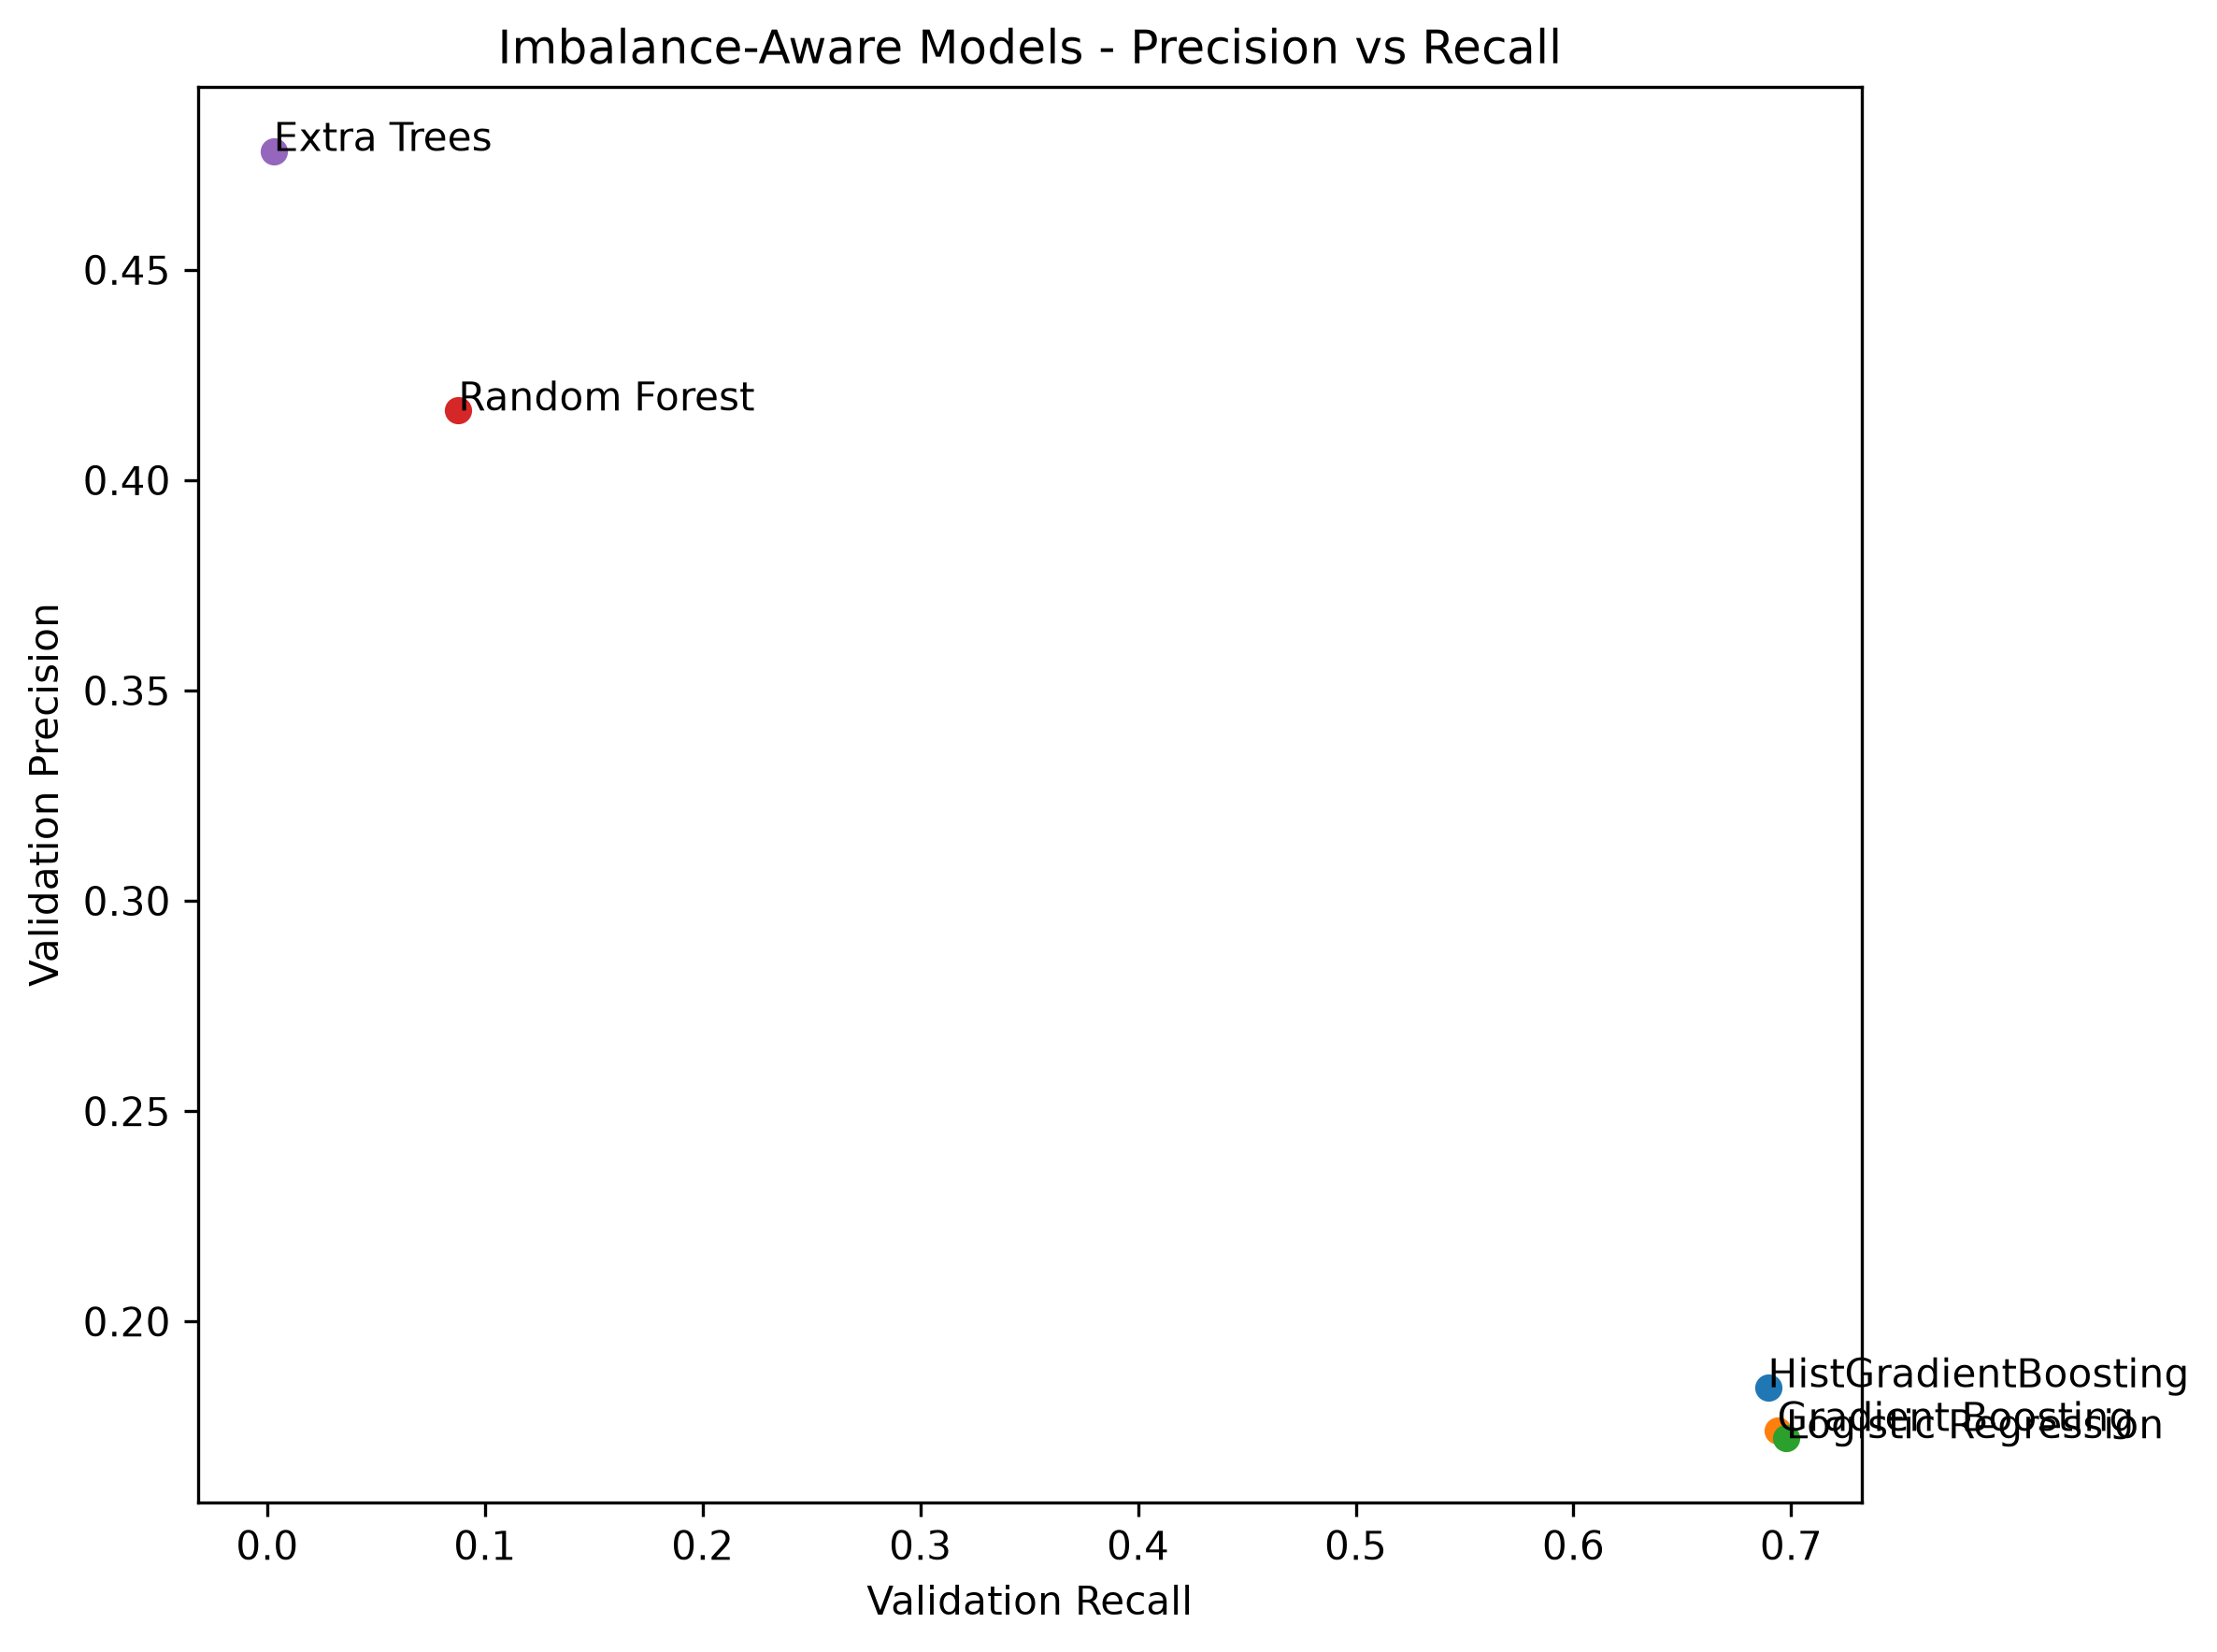 Imbalance-Aware Models - Precision vs Recall
Extra Trees
0.45
Random Forest
0.40
0.35
Validation Precision
0.30
0.25
0.20
HistGradientBoosting
Gradient Boosting
Logistic Regression
0.0 0.1 0.2 0.3 0.4 0.5 0.6 0.7
Validation Recall